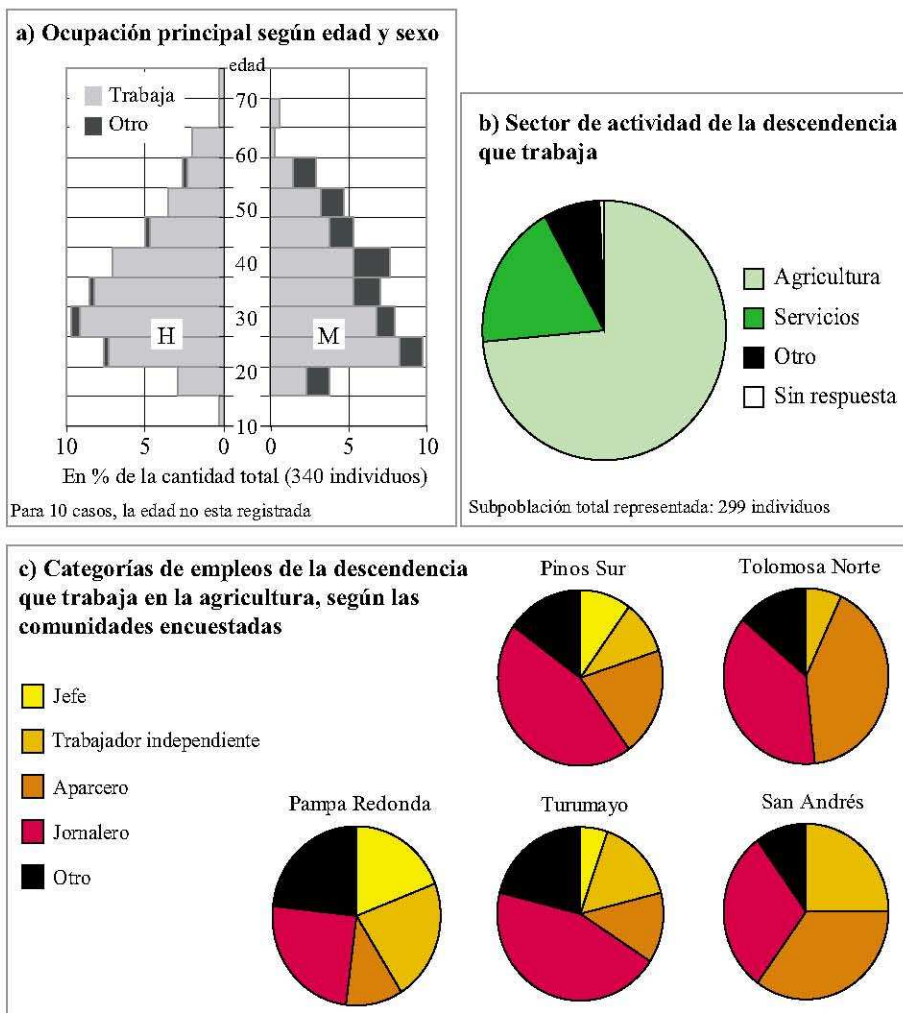 a) Ocupación principal según edad y sexo
edad
Trabaja
Otro
70
60
50
40
30
20
10
H
M
10 5 0
0 5 10
En % de la cantidad total (340 individuos)
Para 10 casos, la edad no esta registrada
b) Sector de actividad de la descendencia
que trabaja
Agricultura
Servicios
Otro
Sin respuesta
Subpoblación total representada: 299 individuos
c) Categorías de empleos de la descendencia
que trabaja en la agricultura, según las
comunidades encuestadas
Jefe
Trabajador independiente
Aparcero
Jornalero
Otro
Pinos Sur
Tolomosa Norte
Pampa Redonda
Turumayo
San Andrés